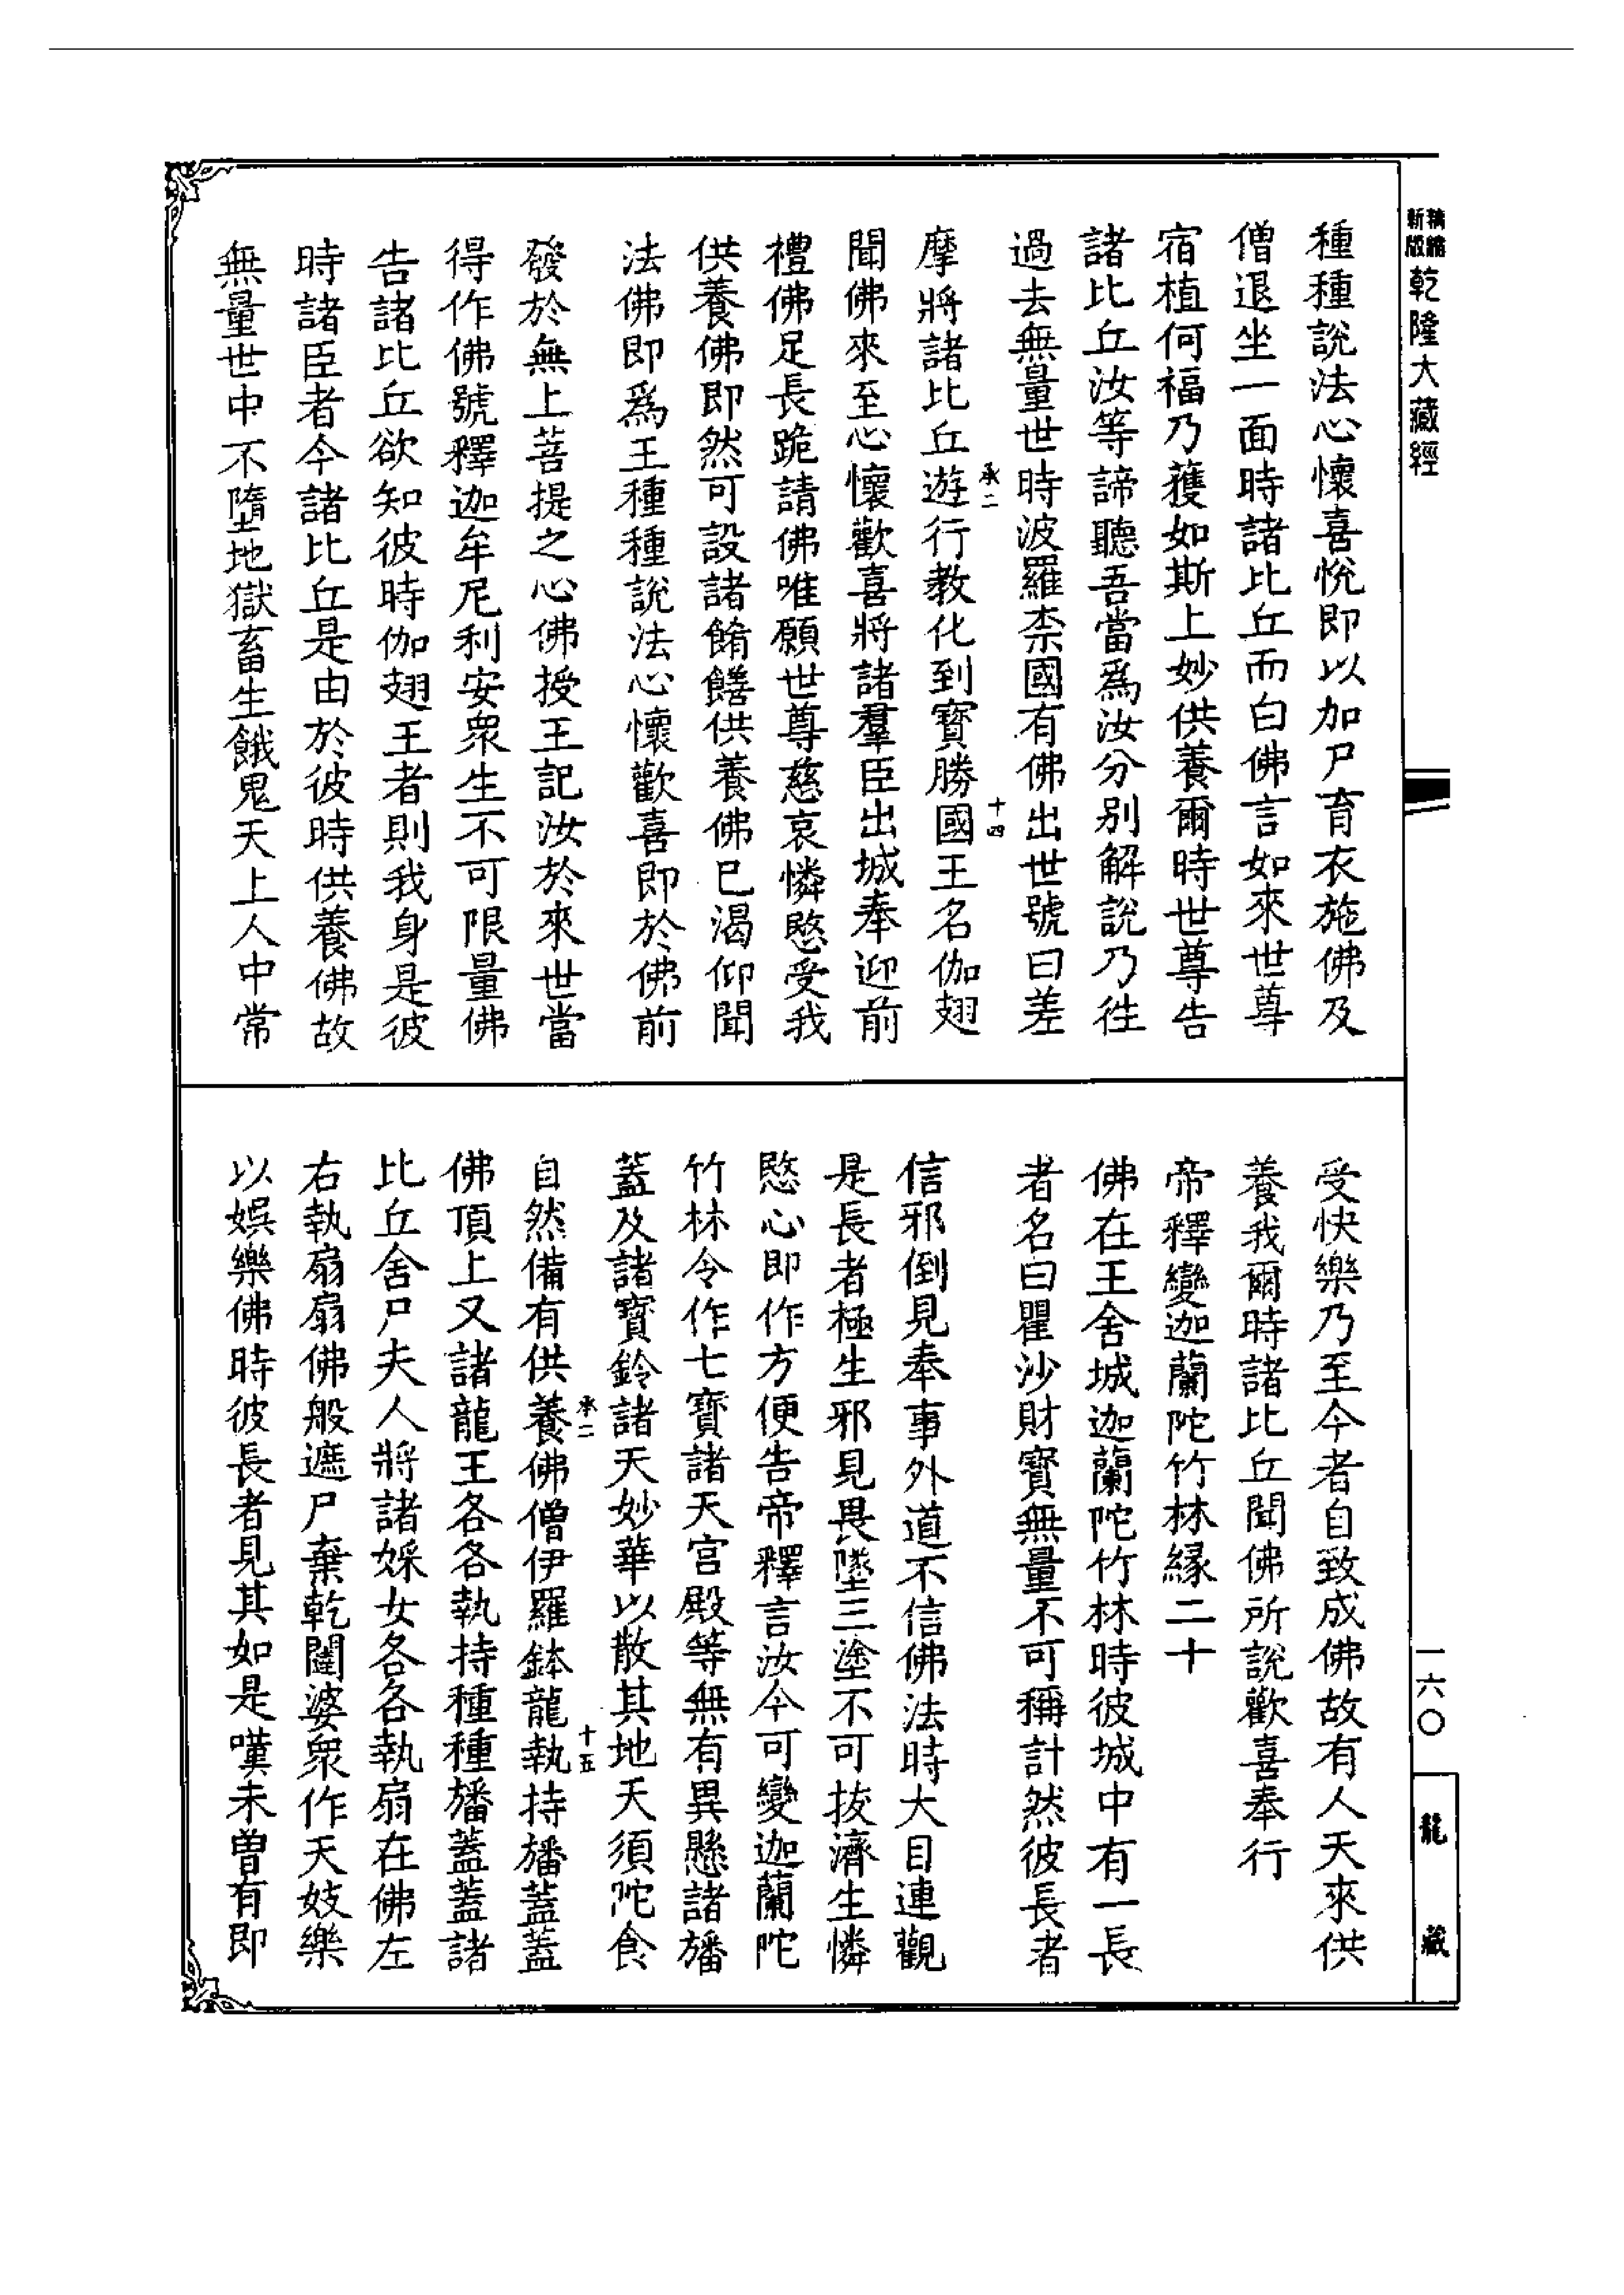 新版精縮乾隆大藏經
種種說法心懷喜悅即以加尸育衣施佛及
僧退坐一面時諸比丘而白佛言如來世尊
宿植何福乃獲如斯上妙供養爾時世尊告
諸比丘汝等諦聽吾當爲汝分別解說乃徃
過去無量世時波羅柰國有佛出世號曰差
承二
十四
摩將諸比丘遊行教化到寶勝國王名伽翅
聞佛來至心懷歡喜將諸羣臣出城奉迎前
禮佛足長跪請佛唯願世尊慈哀憐愍受我
供養佛即然可設諸餚饍供養佛已渴仰聞
法佛即爲王種種說法心懷歡喜即於佛前
發於無上菩提之心佛授王記汝於來世當
得作佛號釋迦牟尼利安衆生不可限量佛
告諸比丘欲知彼時伽翅王者則我身是彼
時諸臣者今諸比丘是由於彼時供養佛故
無量世中不墮地獄畜生餓鬼天上人中常
受快樂乃至今者自致成佛故有人天來供
養我爾時諸比丘聞佛所說歡喜奉行
帝釋變迦蘭陀竹林緣二十
佛在王舍城迦蘭陀竹林時彼城中有一長
者名曰瞿沙財寶無量不可稱計然彼長者
信邪倒見奉事外道不信佛法時大目連觀
是長者極生邪見畏墜三塗不可拔濟生憐
愍心即作方便告帝釋言汝今可變迦蘭陀
竹林令作七寶諸天宮殿等無有異懸諸旛
蓋及諸寶鈴諸天妙華以散其地天須陀食
承二
十五
自然備有供養佛僧伊羅鉢龍執持旛蓋蓋
佛頂上又諸龍王各各執持種種旛蓋蓋諸
比丘舍尸夫人將諸婇女各各執扇在佛左
右執扇扇佛般遮尸棄乾闥婆衆作天妓樂
以娛樂佛時彼長者見其如是嘆未曾有即
一六〇
龍藏